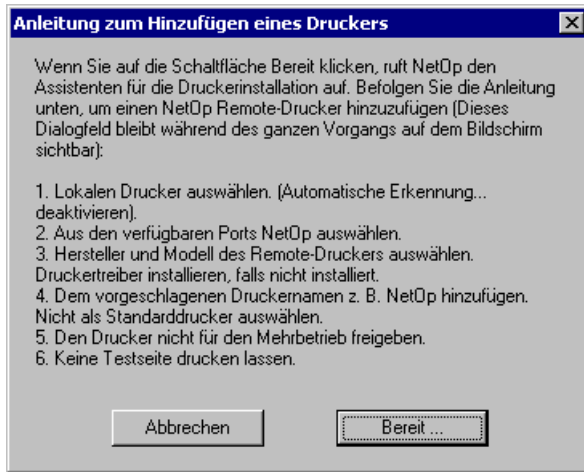 Anleitung zum Hinzufügen eines Druckers
Wenn Sie auf die Schaltfläche Bereit klicken, ruft NetOp den
Assistenten für die Druckerinstallation auf. Befolgen Sie die Anleitung
unten, um einen NetOp Remote-Drucker hinzuzufügen (Dieses
Dialogfeld bleibt während des ganzen Vorgangs auf dem Bildschirm
sichtbar):
1. Lokalen Drucker auswählen. (Automatische Erkennung...
deaktivieren).
2. Aus den verfügbaren Ports NetOp auswählen.
3. Hersteller und Modell des Remote-Druckers auswählen.
Druckertreiber installieren, falls nicht installiert.
4. Dem vorgeschlagenen Druckernamen z. B. NetOp hinzufügen.
Nicht als Standarddrucker auswählen.
5. Den Drucker nicht für den Mehrbetrieb freigeben.
6. Keine Testseite drucken lassen.
Abbrechen
Bereit ...